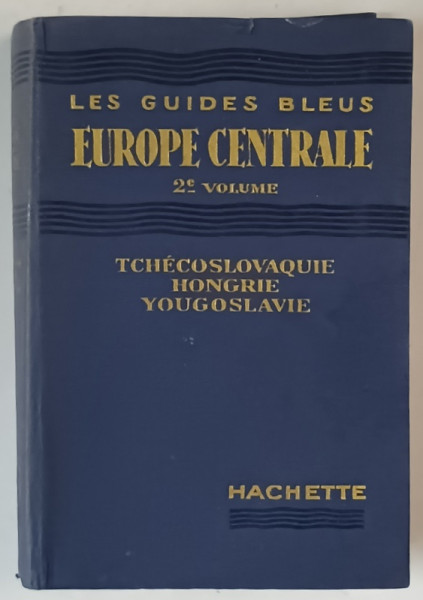 LES GUIDES BLEUS
EUROPE CENTRALE
2e VOLUME
TCHÉCOSLOVAQUIE
HONGRIE
YOUGOSLAVIE
HACHETTE